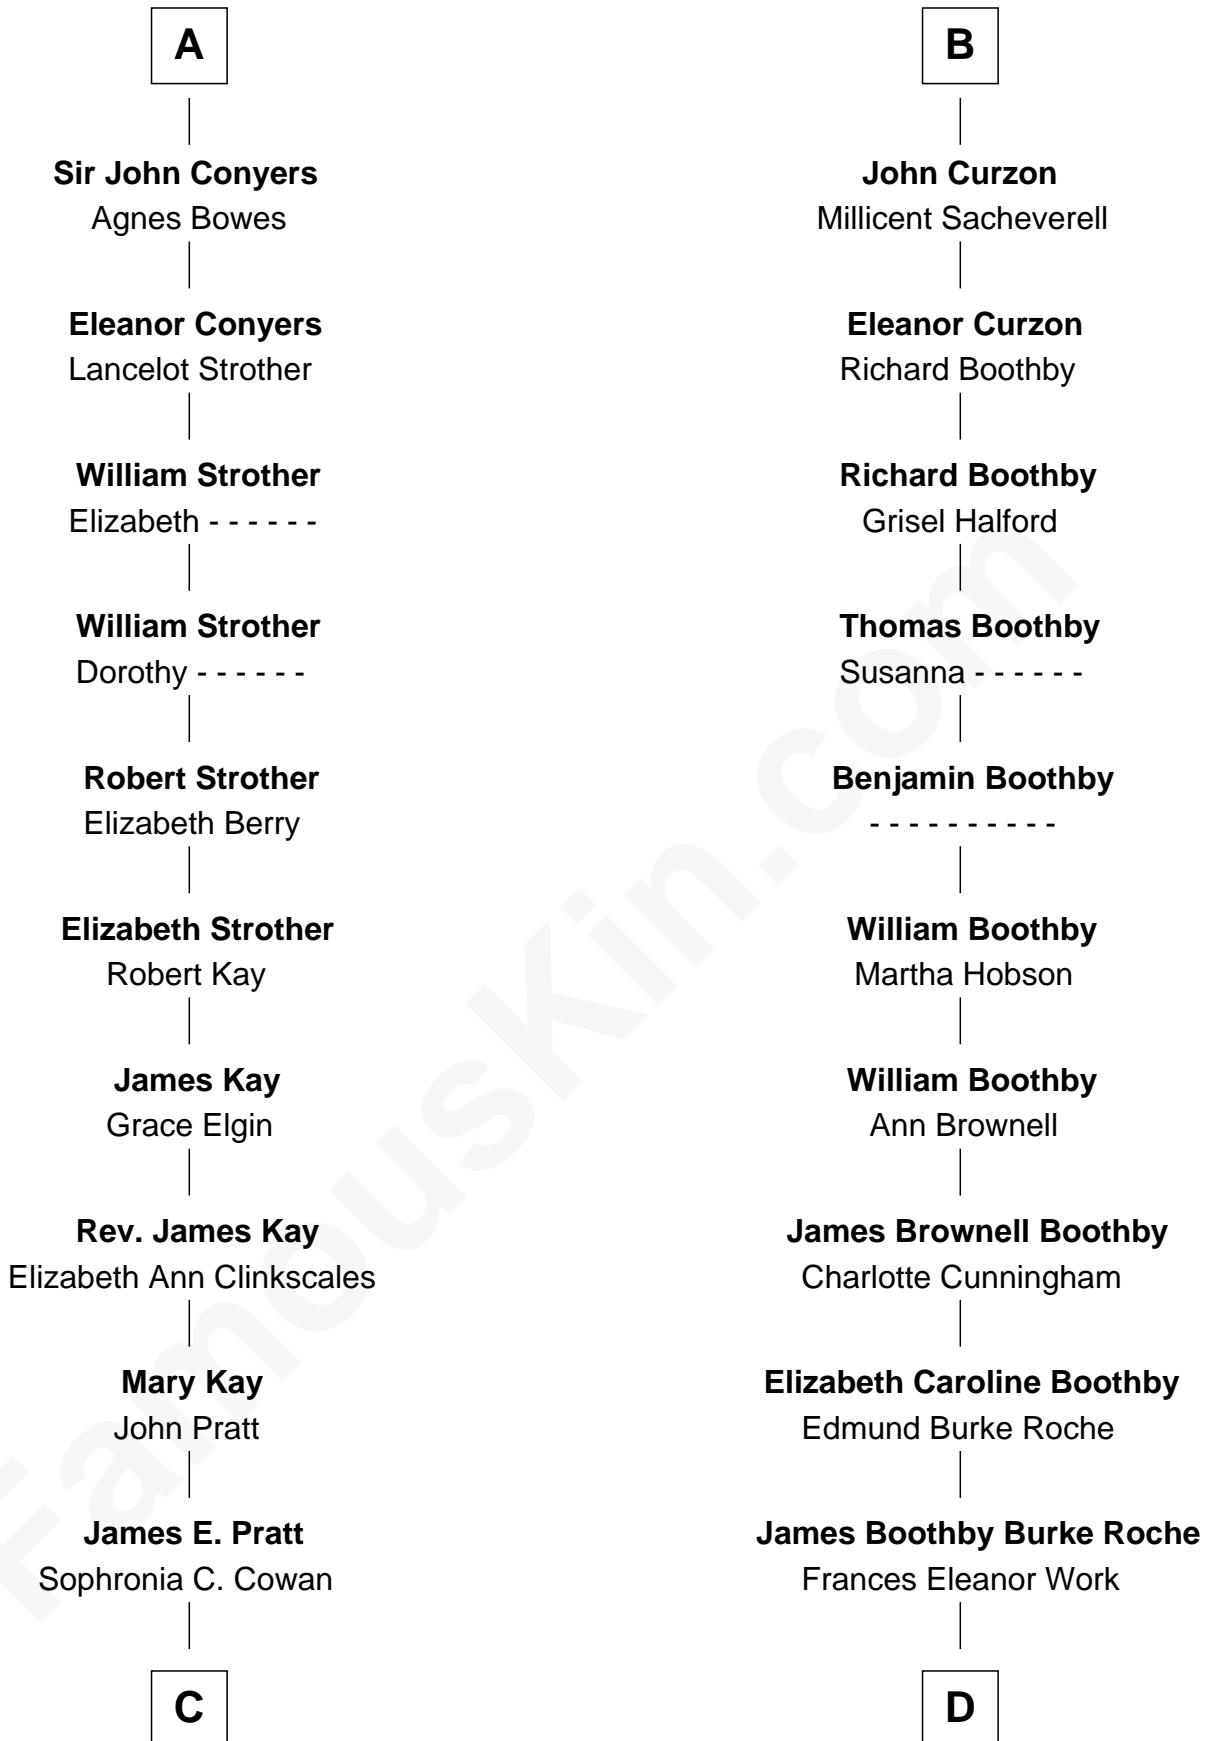 A
Sir John Conyers
Agnes Bowes
Eleanor Conyers
Lancelot Strother
William Strother
Elizabeth - - - - - -
William Strother
Dorothy - - - - - -
Robert Strother
Elizabeth Berry
Elizabeth Strother
Robert Kay
James Kay
Grace Elgin
Rev. James Kay
Elizabeth Ann Clinkscales
Mary Kay
John Pratt
James E. Pratt
Sophronia C. Cowan
C
B
John Curzon
Millicent Sacheverell
Eleanor Curzon
Richard Boothby
Richard Boothby
Grisel Halford
Thomas Boothby
Susanna - - - - - -
Benjamin Boothby
- - - - - - - - - -
William Boothby
Martha Hobson
William Boothby
Ann Brownell
James Brownell Boothby
Charlotte Cunningham
Elizabeth Caroline Boothby
Edmund Burke Roche
James Boothby Burke Roche
Frances Eleanor Work
D
FamousKin.com